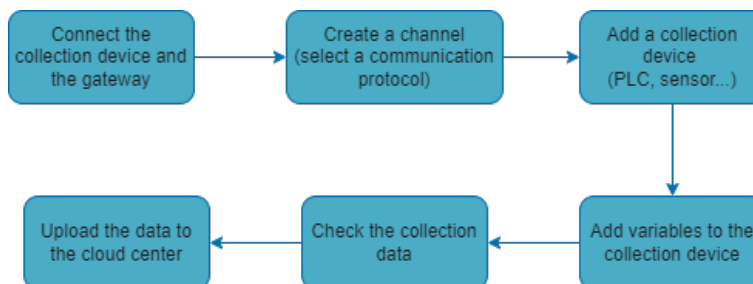 Connect the
collection device and
the gateway
Create a channel
(select a communication
protocol)
Add a collection
device
(PLC, sensor...)
Add variables to the
collection device
Check the collection
data
Upload the data to
the cloud center